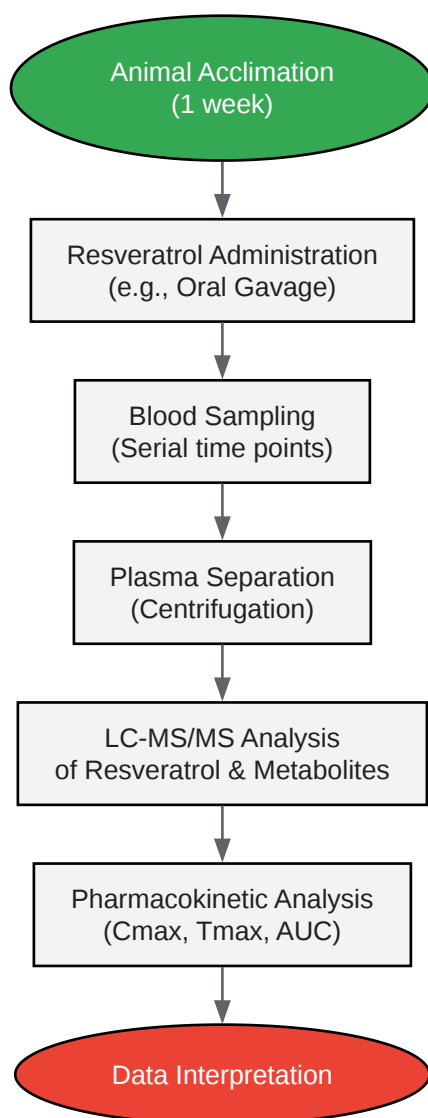 Animal Acclimation
(1 week)
Resveratrol Administration
(e.g., Oral Gavage)
Blood Sampling
(Serial time points)
Plasma Separation
(Centrifugation)
LC-MS/MS Analysis
of Resveratrol & Metabolites
Pharmacokinetic Analysis
(Cmax, Tmax, AUC)
Data Interpretation